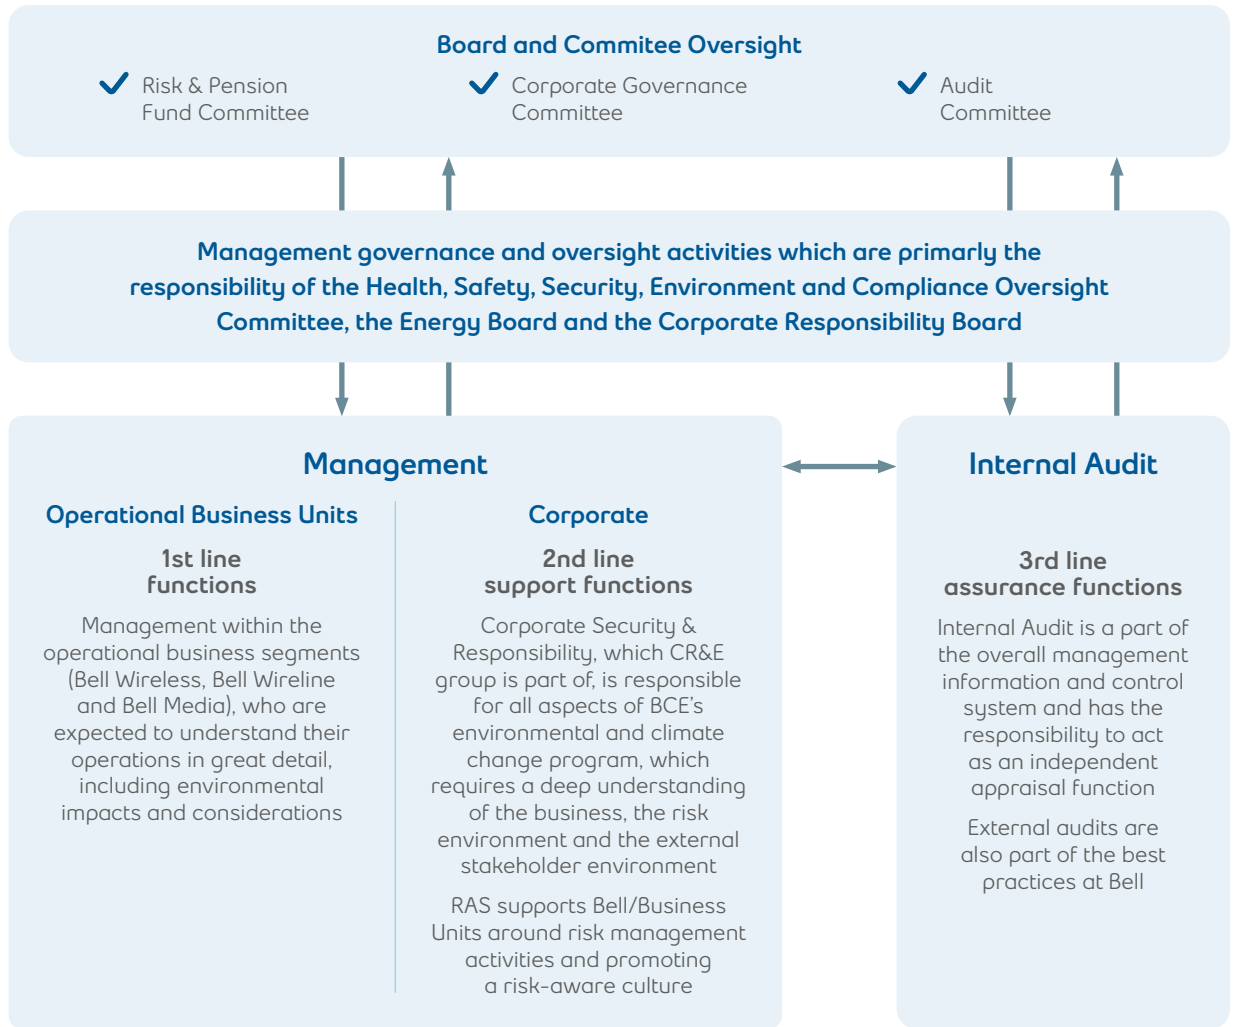 Board and Commitee Oversight
Risk & Pension
Fund Committee
Corporate Governance
Committee
Audit
Committee
Management governance and oversight activities which are primarly the
responsibility of the Health, Safety, Security, Environment and Compliance Oversight
Committee, the Energy Board and the Corporate Responsibility Board
Management
Operational Business Units
1st line
functions
Management within the
operational business segments
(Bell Wireless, Bell Wireline
and Bell Media), who are
expected to understand their
operations in great detail,
including environmental
impacts and considerations
Corporate
2nd line
support functions
Corporate Security &
Responsibility, which CR&E
group is part of, is responsible
for all aspects of BCE’s
environmental and climate
change program, which
requires a deep understanding
of the business, the risk
environment and the external
stakeholder environment
RAS supports Bell/Business
Units around risk management
activities and promoting
a risk-aware culture
Internal Audit
3rd line
assurance functions
Internal Audit is a part of
the overall management
information and control
system and has the
responsibility to act
as an independent
appraisal function
External audits are
also part of the best
practices at Bell